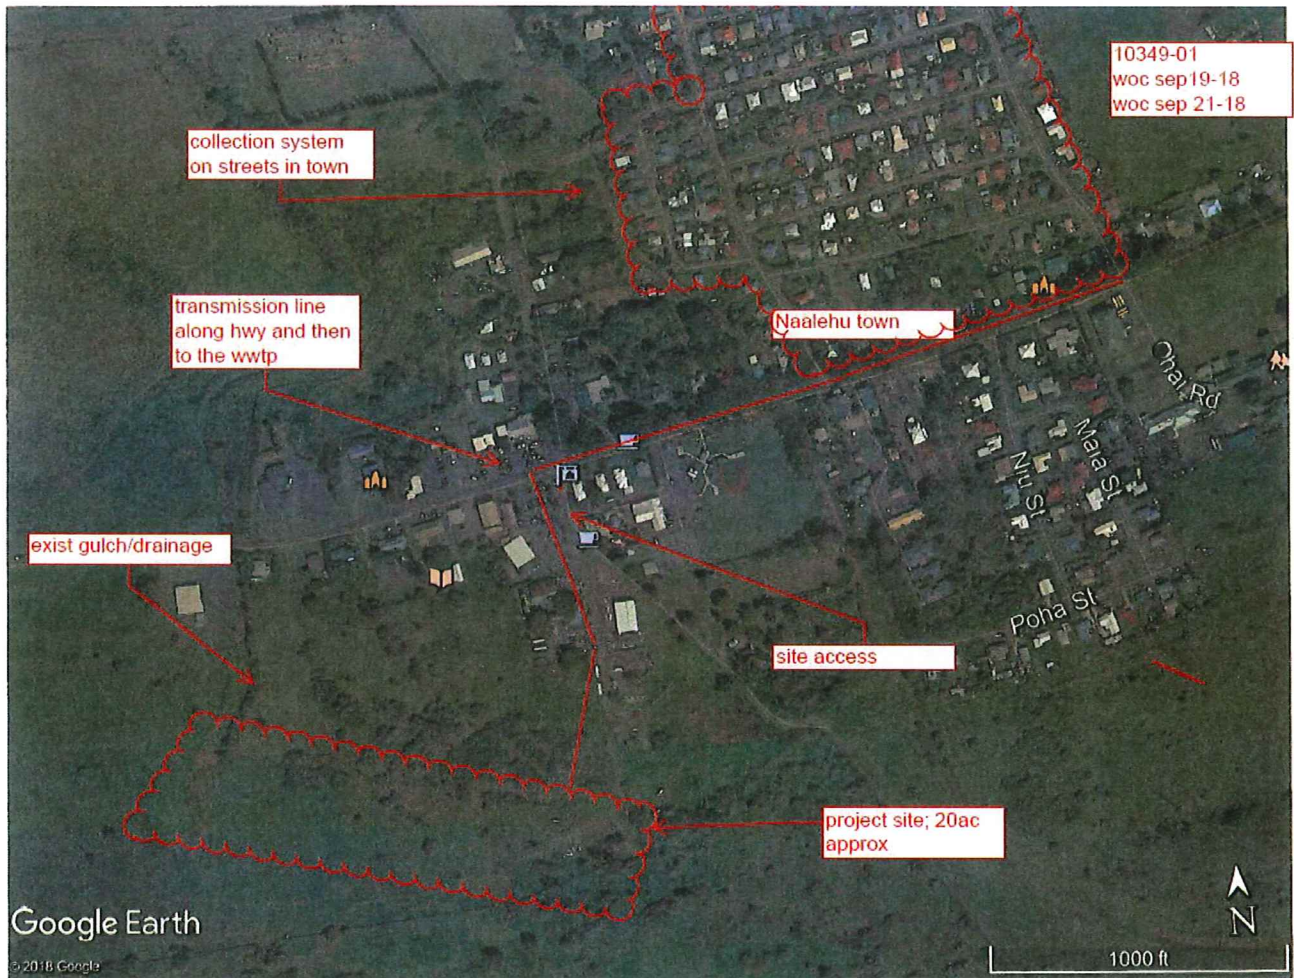 10349-01
woc sep19-18
woc sep 21-18
collection system
on streets in town
transmission line
along hwy and then
to the wwtp
Naalehu town
Ohai Rd
Maia St
Niu St
exist gulch/drainage
Poha St
site access
project site; 20ac
approx
Google Earth
© 2018 Google
N
1000 ft